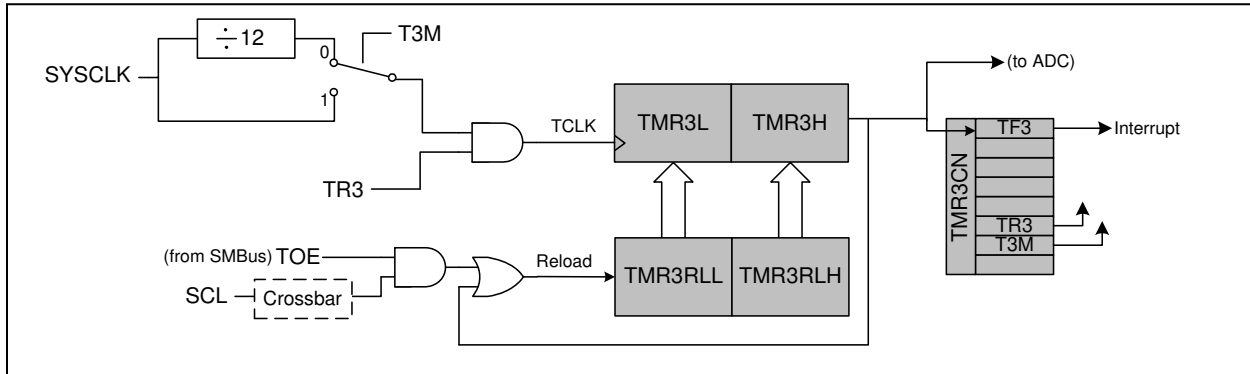 ÷ 12
T3M
0
SYSCLK
1
(to ADC)
TCLK
TMR3L
TMR3H
TMR3CN
TF3
Interrupt
TR3
TR3
T3M
(from SMBus) TOE
Reload
TMR3RLL
TMR3RLH
SCL
Crossbar